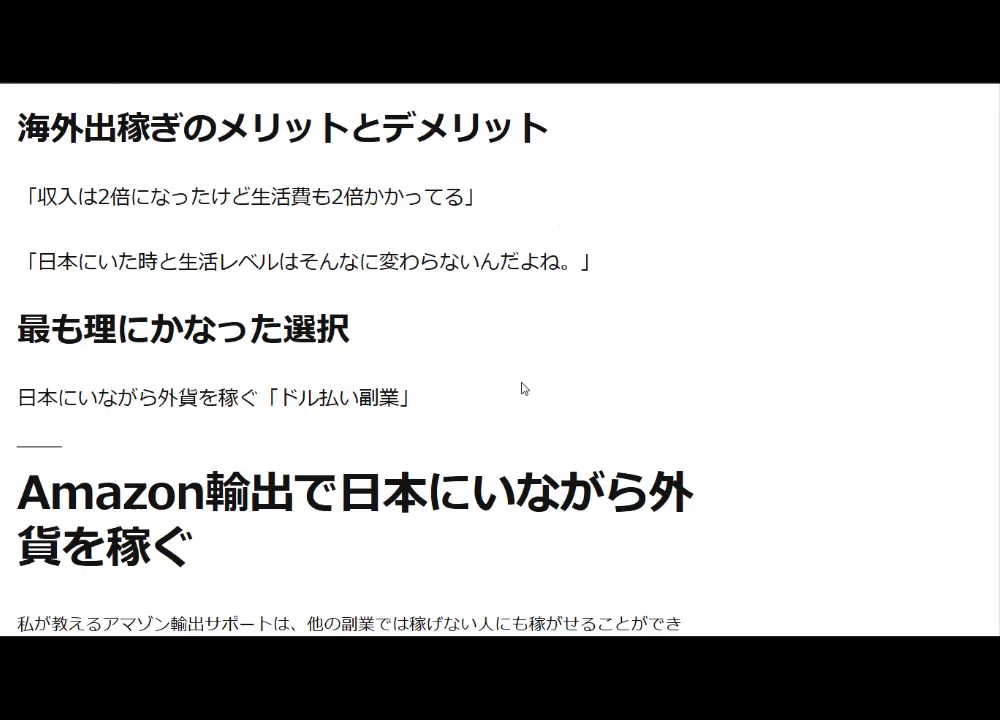 海外出稼ぎのメリットとデメリット
「収入は2倍になったけど生活費も2倍かかってる」
「日本にいた時と生活レベルはそんなに変わらないんだよね。」
最も理にかなった選択
日本にいながら外貨を稼ぐ「ドル払い副業」
Amazon輸出で日本にいながら外
貨を稼ぐ
私が教えるアマゾン輸出サポートは、他の副業では稼げない人にも稼がせることができ